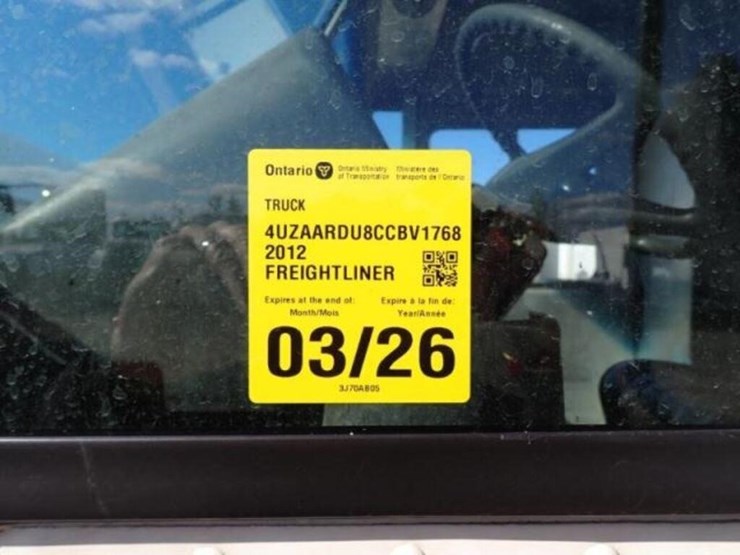 Ontario
Ontario Ministry
of Transportation
Ministère des
transports de l'Ontario
TRUCK
4UZAARDU8CCBV1768
2012
FREIGHTLINER
Expires at the end of:
Month/Mois
Expire à la fin de:
Year/Année
03/26
3J70AB05